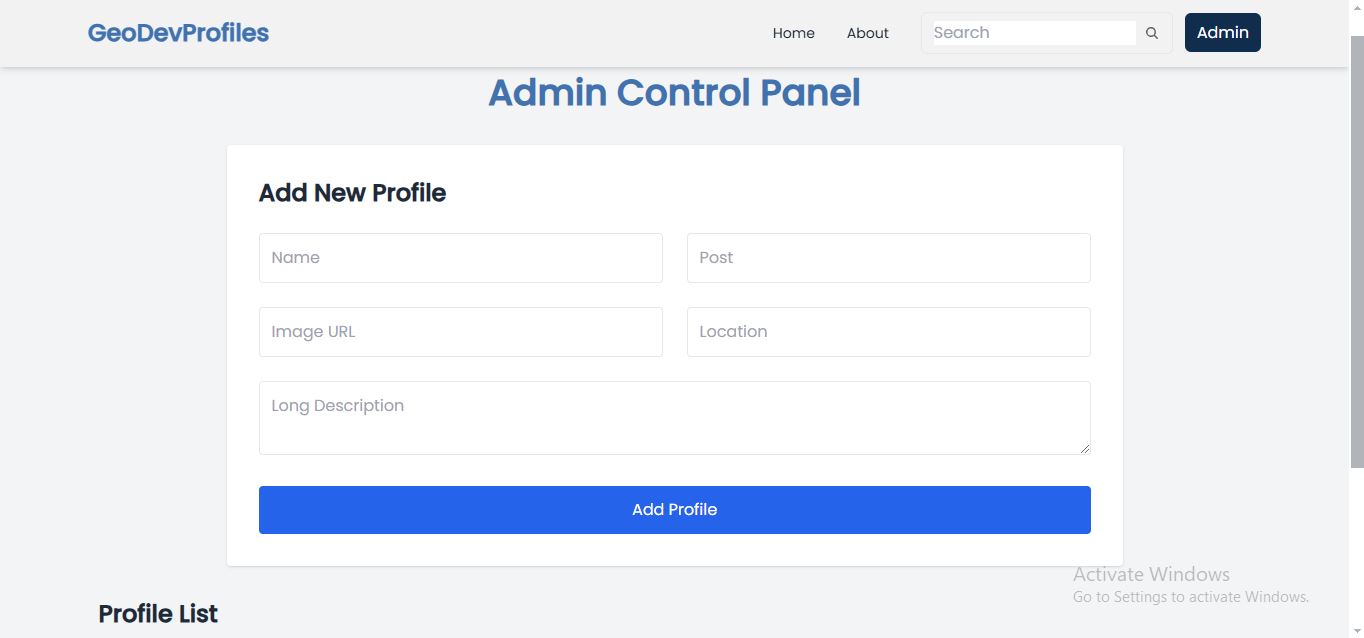 GeoDevProfiles
Home
About
Search
Admin
Admin Control Panel
Add New Profile
Name
Post
Image URL
Location
Long Description
Add Profile
Activate Windows
Go to Settings to activate Windows.
Profile List